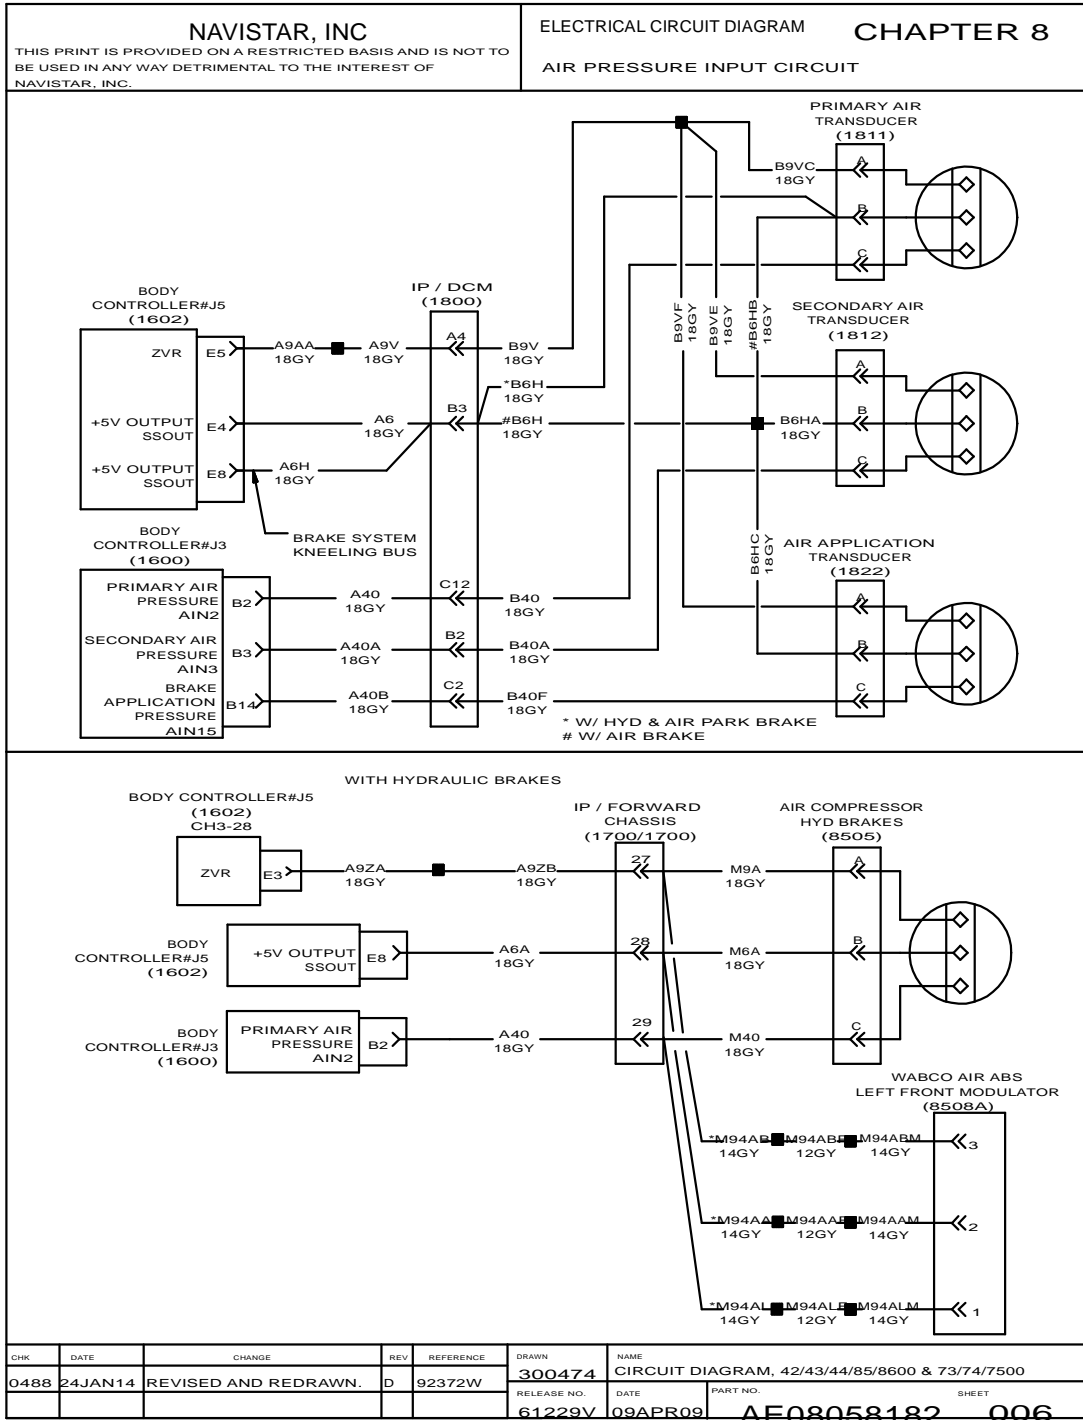 NAVISTAR, INC
THIS PRINT IS PROVIDED ON A RESTRICTED BASIS AND IS NOT TO
BE USED IN ANY WAY DETRIMENTAL TO THE INTEREST OF
NAVISTAR, INC.
ELECTRICAL CIRCUIT DIAGRAM
CHAPTER 8
AIR PRESSURE INPUT CIRCUIT
PRIMARY AIR
TRANSDUCER
(1811)
A
B
C
B9VC
18GY
BODY
CONTROLLER#J5
(1602)
ZVR
E5
+5V OUTPUT
SSOUT
E4
+5V OUTPUT
SSOUT
E8
A9AA
18GY
A9V
18GY
A6
18GY
A6H
18GY
BRAKE SYSTEM
KNEELING BUS
IP / DCM
(1800)
A4
B3
C12
B2
C2
B9V
18GY
*B6H
18GY
#B6H
18GY
B9VF
18GY
B9VE
18GY
#B6HB
18GY
SECONDARY AIR
TRANSDUCER
(1812)
A
B
C
B6HA
18GY
B6HC
18GY
AIR APPLICATION
TRANSDUCER
(1822)
A
B
C
BODY
CONTROLLER#J3
(1600)
PRIMARY AIR
PRESSURE
AIN2
B2
SECONDARY AIR
PRESSURE
AIN3
B3
BRAKE
APPLICATION
PRESSURE
AIN15
B14
A40
18GY
A40A
18GY
A40B
18GY
B40
18GY
B40A
18GY
B40F
18GY
* W/ HYD & AIR PARK BRAKE
# W/ AIR BRAKE
WITH HYDRAULIC BRAKES
BODY CONTROLLER#J5
(1602)
CH3-28
ZVR
E3
A9ZA
18GY
A9ZB
18GY
IP / FORWARD
CHASSIS
(1700/1700)
27
28
29
M9A
18GY
AIR COMPRESSOR
HYD BRAKES
(8505)
A
B
C
BODY
CONTROLLER#J5
(1602)
+5V OUTPUT
SSOUT
E8
A6A
18GY
M6A
18GY
BODY
CONTROLLER#J3
(1600)
PRIMARY AIR
PRESSURE
AIN2
B2
A40
18GY
M40
18GY
WABCO AIR ABS
LEFT FRONT MODULATOR
(8508A)
*M94AB
14GY
12GY
M94ABM
14GY
3
*M94AA
14GY
12GY
M94AAM
14GY
2
*M94AL
14GY
12GY
M94ALM
14GY
1
CHK DATE CHANGE REV REFERENCE
0488 24JAN14 REVISED AND REDRAWN. D 92372W
DRAWN
300474
NAME
CIRCUIT DIAGRAM, 42/43/44/85/8600 & 73/74/7500
RELEASE NO.
61229V
DATE
09APR09
PART NO.
AF08058182
SHEET
006